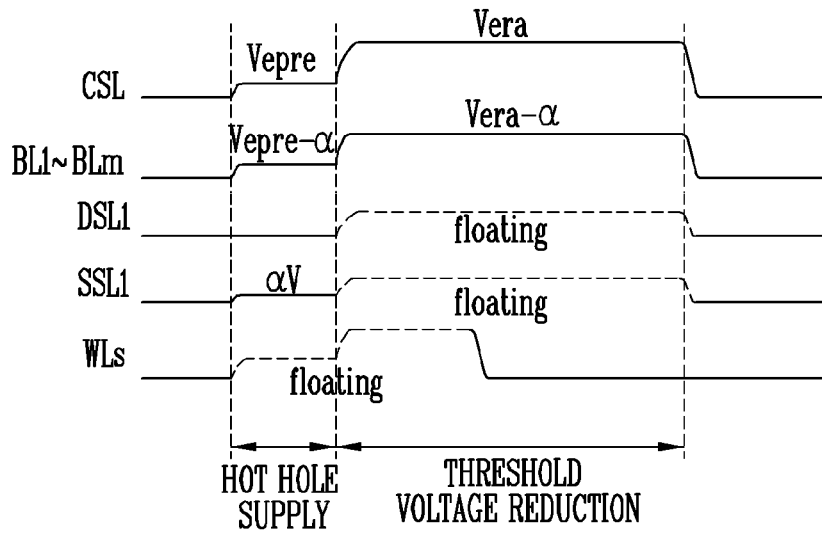 Vera
Vepre
CSL
Vera-α
Vepre-α
BL1~BLm
DSL1
floating
SSL1
αV
floating
WLs
floating
HOT HOLE
SUPPLY
THRESHOLD
VOLTAGE REDUCTION